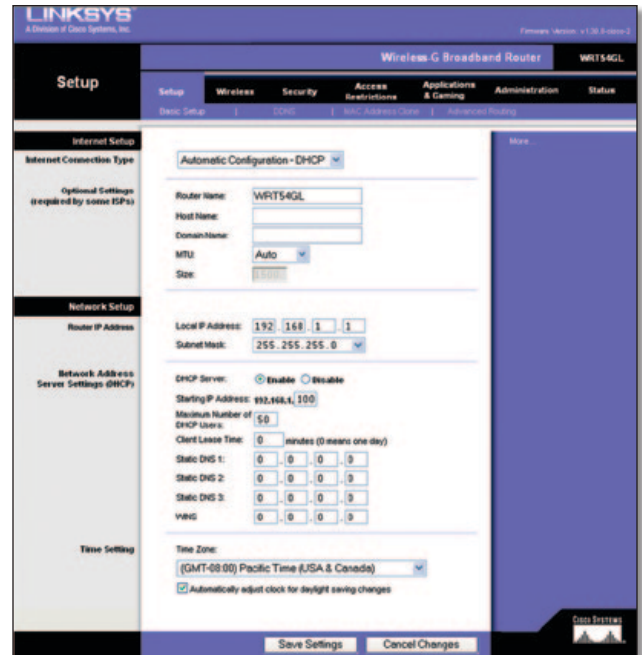 LINKSYS
A Division of Cisco Systems, Inc.
Wireless-G Broadband Router WRT54GL
Setup
Setup Wireless Security Access Restrictions Applications & Gaming Administration Status
Basic Setup | DDNS | MAC Address Clone | Advanced Routing
Internet Setup
More...
Internet Connection Type
Automatic Configuration - DHCP
Optional Settings
(required by some ISPs)
Router Name: WRT54GL
Host Name:
Domain Name:
MTU: Auto
Size: 1500
Network Setup
Router IP Address
Local IP Address: 192 . 168 . 1 . 1
Subnet Mask: 255.255.255.0
Network Address
Server Settings (DHCP)
DHCP Server: Enable Disable
Starting IP Address: 192.168.1. 100
Maximum Number of
DHCP Users: 50
Client Lease Time: 0 minutes (0 means one day)
Static DNS 1: 0 . 0 . 0 . 0
Static DNS 2: 0 . 0 . 0 . 0
Static DNS 3: 0 . 0 . 0 . 0
WINS 0 . 0 . 0 . 0
Time Setting
Time Zone:
(GMT-08:00) Pacific Time (USA & Canada)
Automatically adjust clock for daylight saving changes
Cisco Systems
Save Settings Cancel Changes